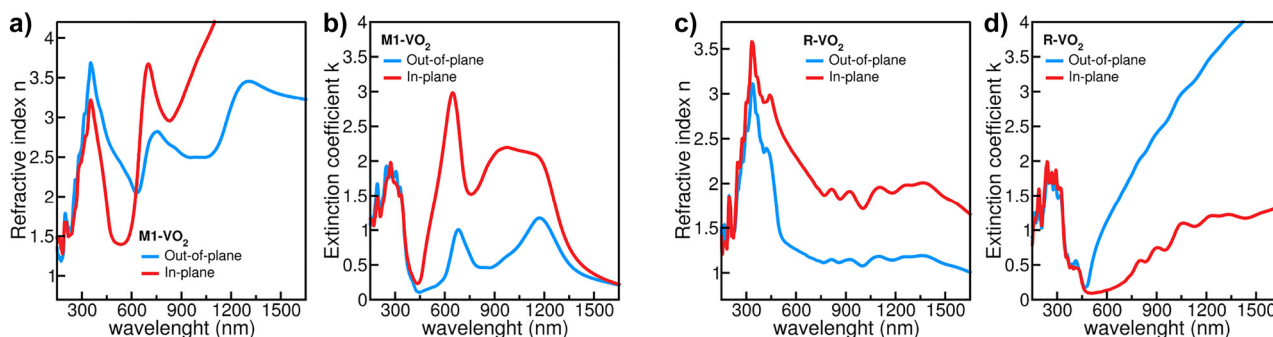 a)
Refractive index n
4
3.5
3
2.5
2
1.5
1
M1-VO2
Out-of-plane
In-plane
300 600 900 1200 1500
wavelenght (nm)
b)
Extinction coefficient k
4
3.5
3
2.5
2
1.5
1
0.5
0
M1-VO2
Out-of-plane
In-plane
300 600 900 1200 1500
wavelenght (nm)
c)
Refractive index n
4
3.5
3
2.5
2
1.5
1
R-VO2
Out-of-plane
In-plane
300 600 900 1200 1500
wavelenght (nm)
d)
Extinction coefficient k
4
3.5
3
2.5
2
1.5
1
0.5
0
R-VO2
Out-of-plane
In-plane
300 600 900 1200 1500
wavelenght (nm)